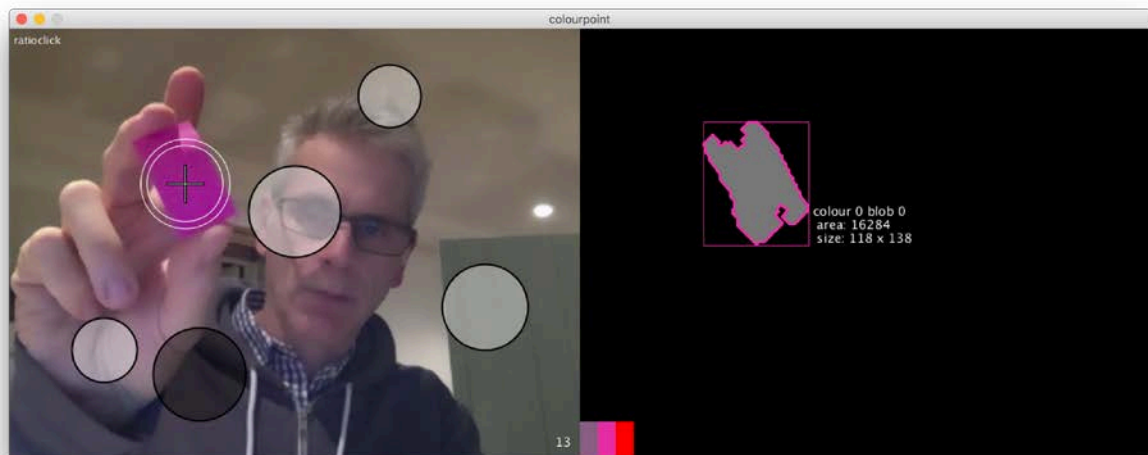 colourpoint
ratioclick
colour 0 blob 0
area: 16284
size: 118 x 138
13